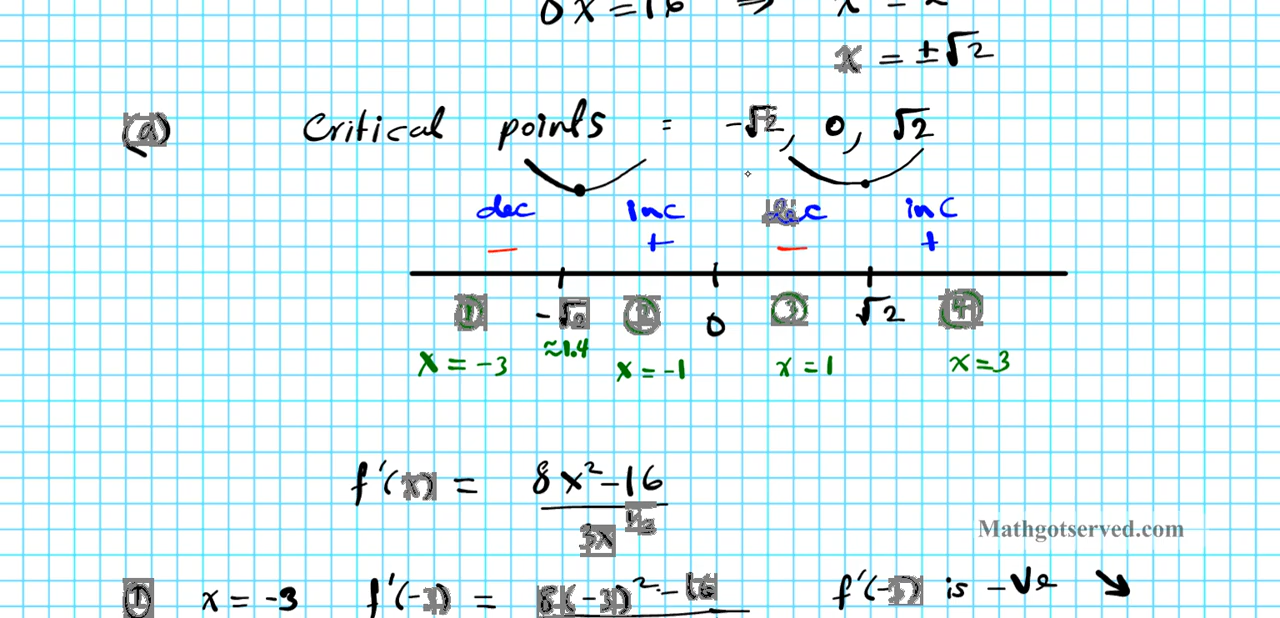 x = ±√2
(a) Critical points = -√2, 0, √2
dec inc dec inc
— + — +
① -√2 ② 0 ③ √2 ④
x = -3 ≈1.4 x = -1 x = 1 x = 3
f'(x) = 8x² - 16
3x
Mathgotserved.com
① x = -3 f'(-3) = 8(-3)² - 16 f'(-3) is -ve ↘